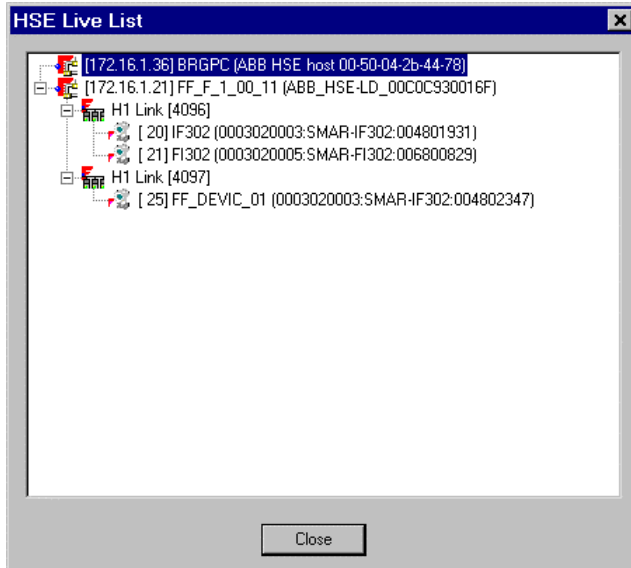 HSE Live List
[172.16.1.36] BRGPC (ABB HSE host 00-50-04-2b-44-78)
[172.16.1.21] FF_F_1_00_11 (ABB_HSE-LD_00C0C930016F)
H1 Link [4096]
[ 20] IF302 (0003020003:SMAR-IF302:004801931)
[ 21] FI302 (0003020005:SMAR-FI302:006800829)
H1 Link [4097]
[ 25] FF_DEVIC_01 (0003020003:SMAR-IF302:004802347)
Close